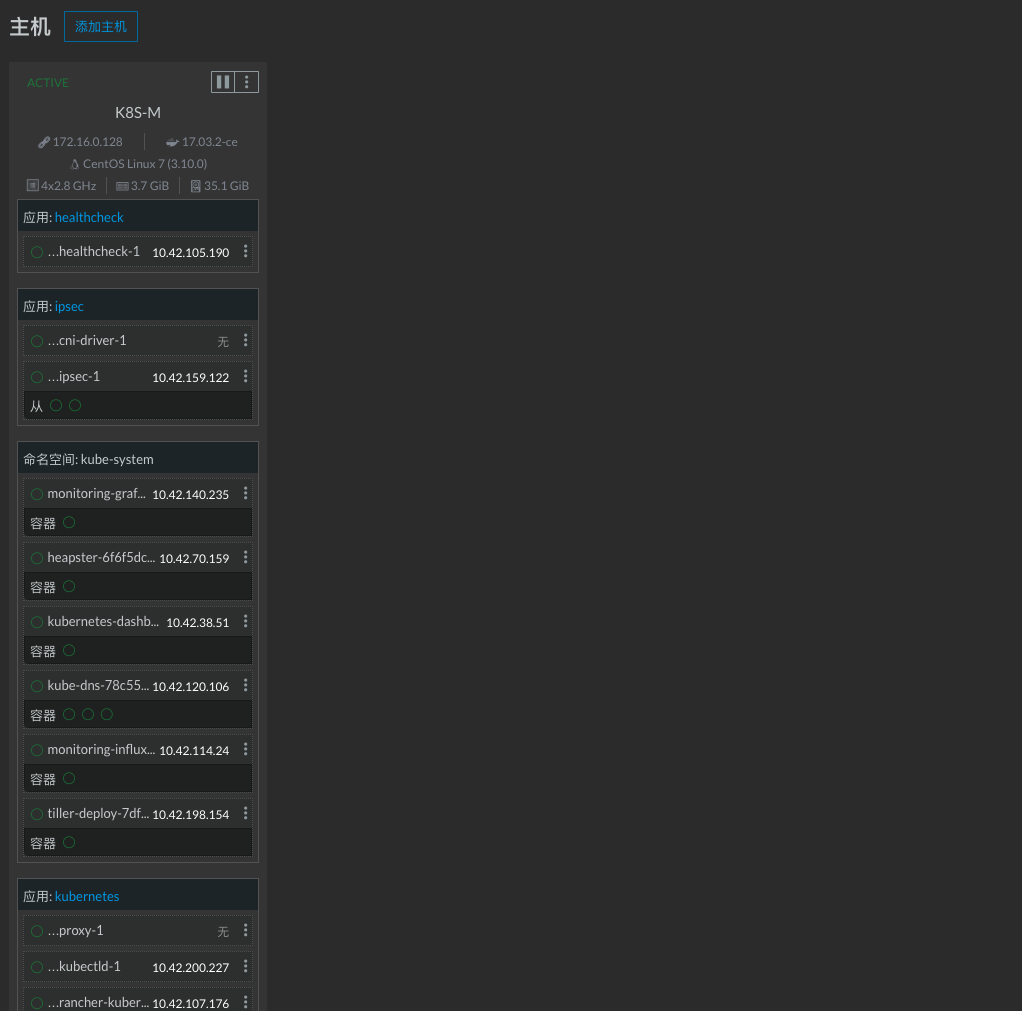 主机 添加主机
ACTIVE
K8S-M
172.16.0.128 17.03.2-ce
CentOS Linux 7 (3.10.0)
4x2.8 GHz 3.7 GiB 35.1 GiB
应用: healthcheck
...healthcheck-1 10.42.105.190
应用: ipsec
...cni-driver-1 无
...ipsec-1 10.42.159.122
从
命名空间: kube-system
monitoring-graf... 10.42.140.235
容器
heapster-6f6f5dc... 10.42.70.159
容器
kubernetes-dashb... 10.42.38.51
容器
kube-dns-78c55... 10.42.120.106
容器
monitoring-influx... 10.42.114.24
容器
tiller-deploy-7df... 10.42.198.154
容器
应用: kubernetes
...proxy-1 无
...kubectld-1 10.42.200.227
...rancher-kuber... 10.42.107.176